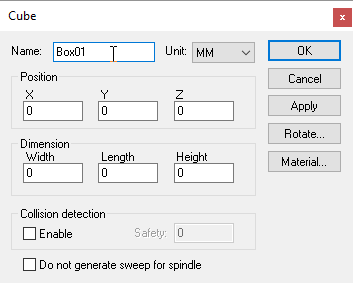 Cube
Name: Box01 Unit: MM OK
Position Cancel
X Y Z
0 0 0 Apply
Rotate...
Dimension
Width Length Height Material...
0 0 0
Collision detection
Enable Safety: 0
Do not generate sweep for spindle